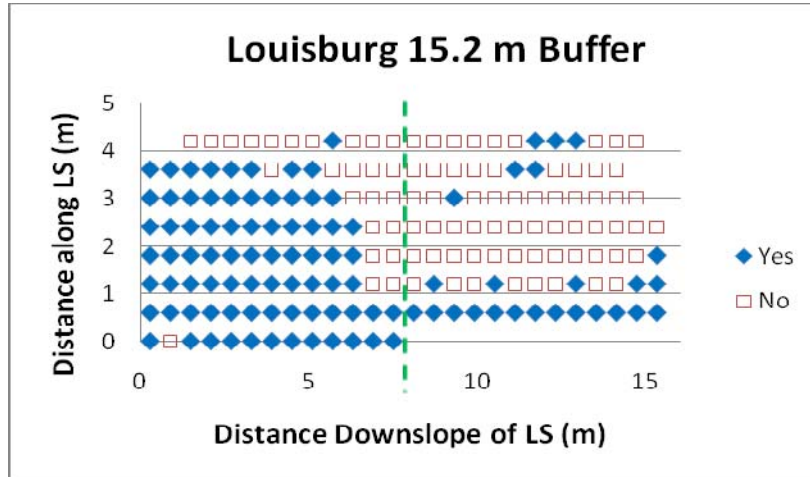 Louisburg 15.2 m Buffer
Distance along LS (m)
5
4
3
2
1
0
0
5
10
15
Distance Downslope of LS (m)
Yes
No